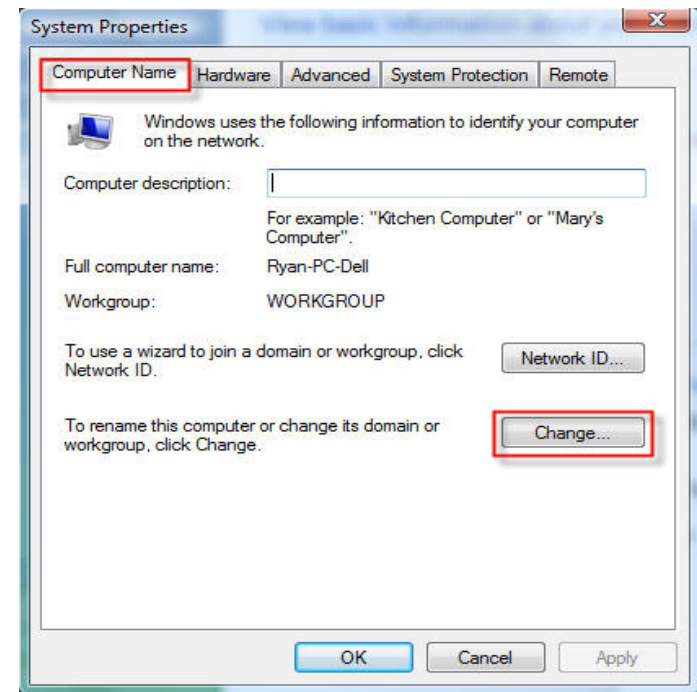 System Properties
Computer Name Hardware Advanced System Protection Remote
Windows uses the following information to identify your computer
on the network.
Computer description:
For example: "Kitchen Computer" or "Mary's
Computer".
Full computer name: Ryan-PC-Dell
Workgroup: WORKGROUP
To use a wizard to join a domain or workgroup, click
Network ID.
Network ID...
To rename this computer or change its domain or
workgroup, click Change.
Change...
OK Cancel Apply